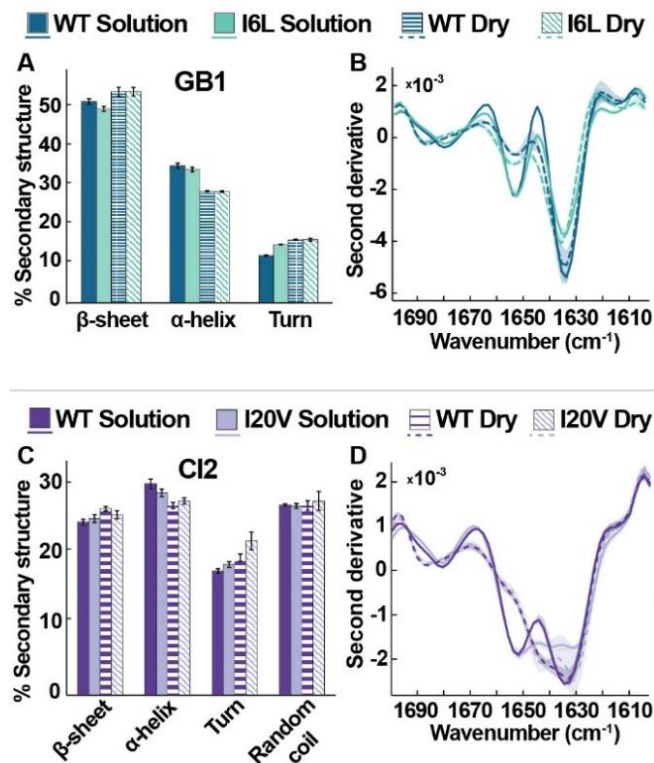 WT Solution I6L Solution WT Dry I6L Dry
A GB1 B
×10⁻³
% Secondary structure
50
40
30
20
10
0
β-sheet α-helix Turn
Second derivative
2
0
-2
-4
-6
1690 1670 1650 1630 1610
Wavenumber (cm⁻¹)
WT Solution I20V Solution WT Dry I20V Dry
C CI2 D
×10⁻³
% Secondary structure
30
20
10
0
β-sheet α-helix Turn Random
coil
Second derivative
2
1
0
-2
1690 1670 1650 1630 1610
Wavenumber (cm⁻¹)